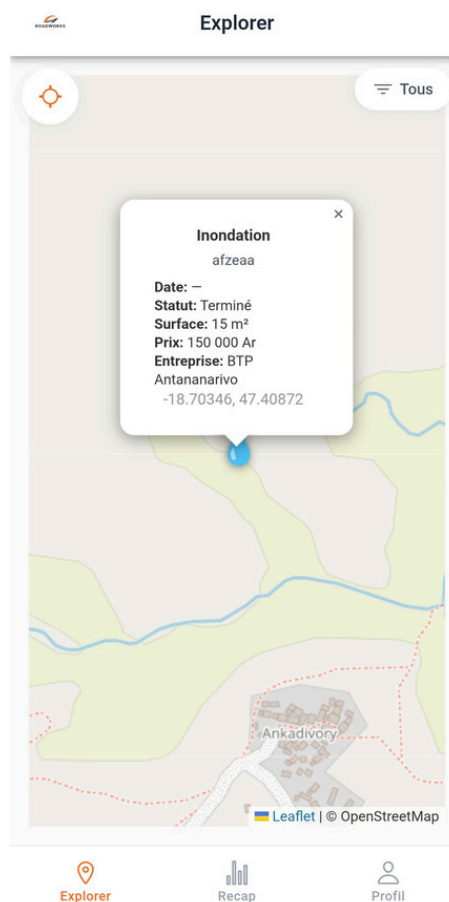 ROADWORKS
Explorer
Tous
×
Inondation
afzeaa
Date: —
Statut: Terminé
Surface: 15 m²
Prix: 150 000 Ar
Entreprise: BTP
Antananarivo
-18.70346, 47.40872
Ankadivory
Leaflet | © OpenStreetMap
Explorer
Recap
Profil